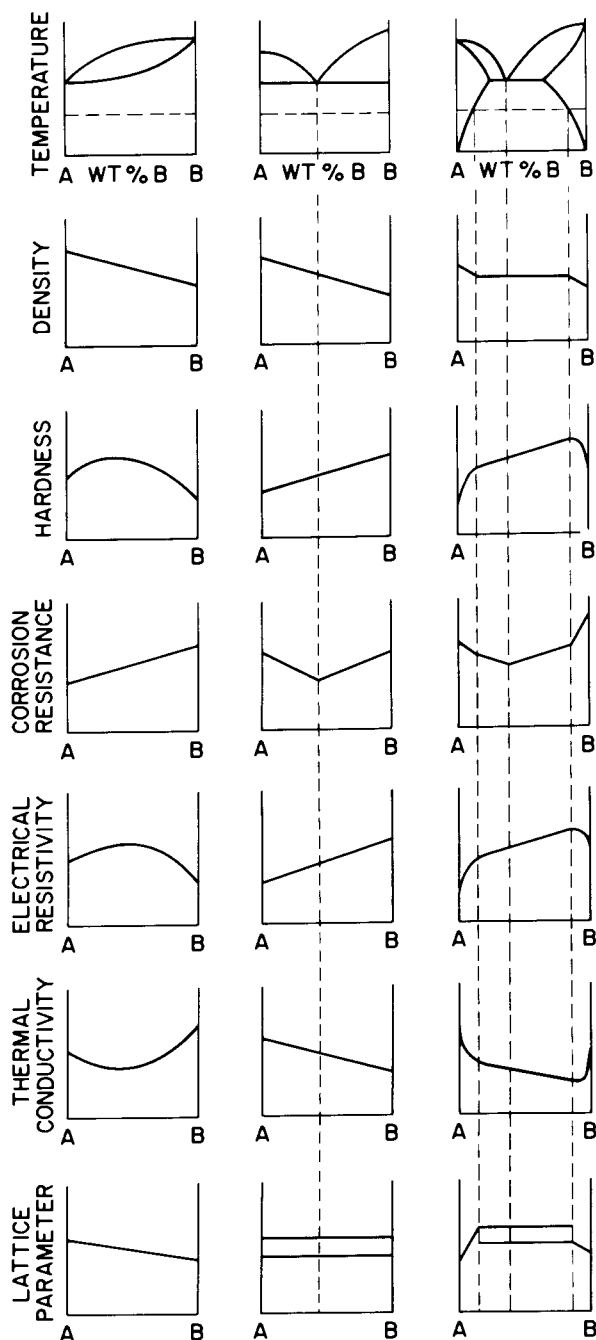 TEMPERATURE
A WT % B B
A WT % B B
A WT % B B
DENSITY
A B
A B
A B
HARDNESS
A B
A B
A B
CORROSION
RESISTANCE
A B
A B
A B
ELECTRICAL
RESISTIVITY
A B
A B
A B
THERMAL
CONDUCTIVITY
A B
A B
A B
LATTICE
PARAMETER
A B
A B
A B